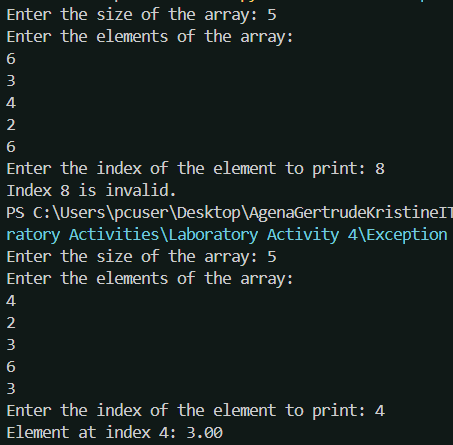 Enter the size of the array: 5
Enter the elements of the array:
6
3
4
2
6
Enter the index of the element to print: 8
Index 8 is invalid.
PS C:\Users\pcuser\Desktop\AgenaGertrudeKristineIT
ratory Activities\Laboratory Activity 4\Exception
Enter the size of the array: 5
Enter the elements of the array:
4
2
3
6
3
Enter the index of the element to print: 4
Element at index 4: 3.00